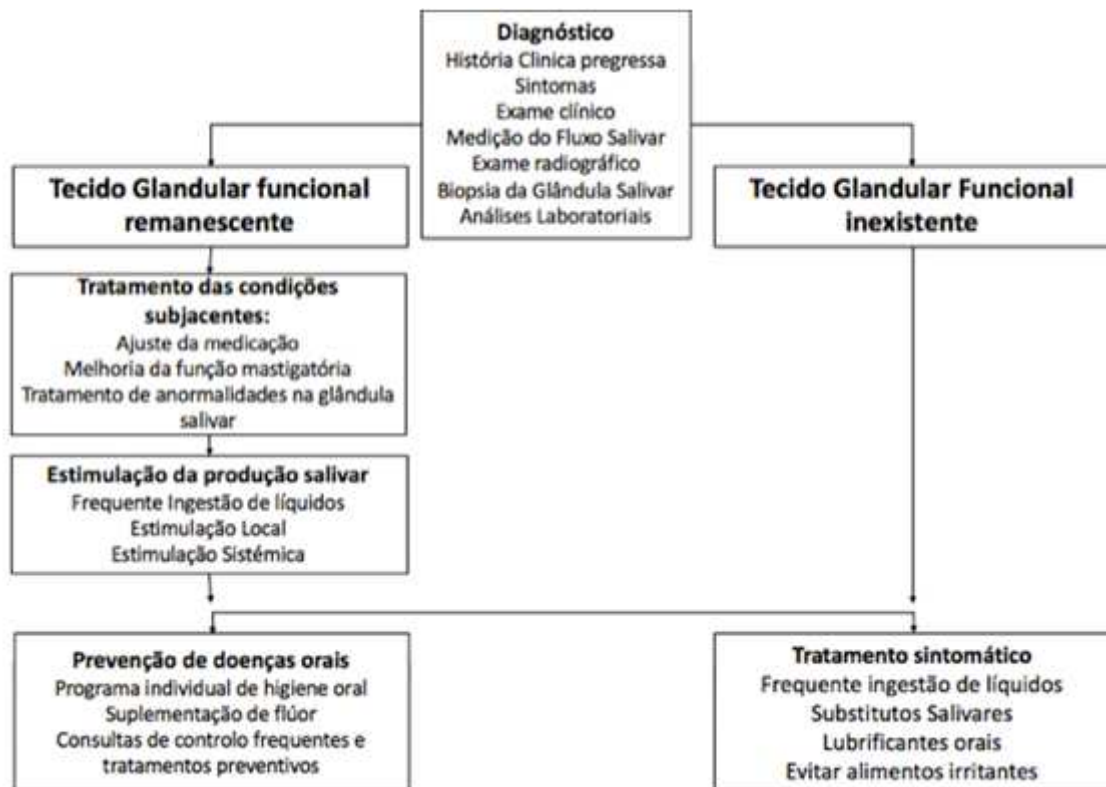 Diagnóstico
História Clinica pregressa
Sintomas
Exame clínico
Medição do Fluxo Salivar
Exame radiográfico
Biopsia da Glândula Salivar
Análises Laboratoriais
Tecido Glandular funcional
remanescente
Tecido Glandular Funcional
inexistente
Tratamento das condições
subjacentes:
Ajuste da medicação
Melhoria da função mastigatória
Tratamento de anormalidades na glândula
salivar
Estimulação da produção salivar
Frequente Ingestão de líquidos
Estimulação Local
Estimulação Sistémica
Prevenção de doenças orais
Programa individual de higiene oral
Suplementação de flúor
Consultas de controlo frequentes e
tratamentos preventivos
Tratamento sintomático
Frequente ingestão de líquidos
Substitutos Salivares
Lubrificantes orais
Evitar alimentos irritantes